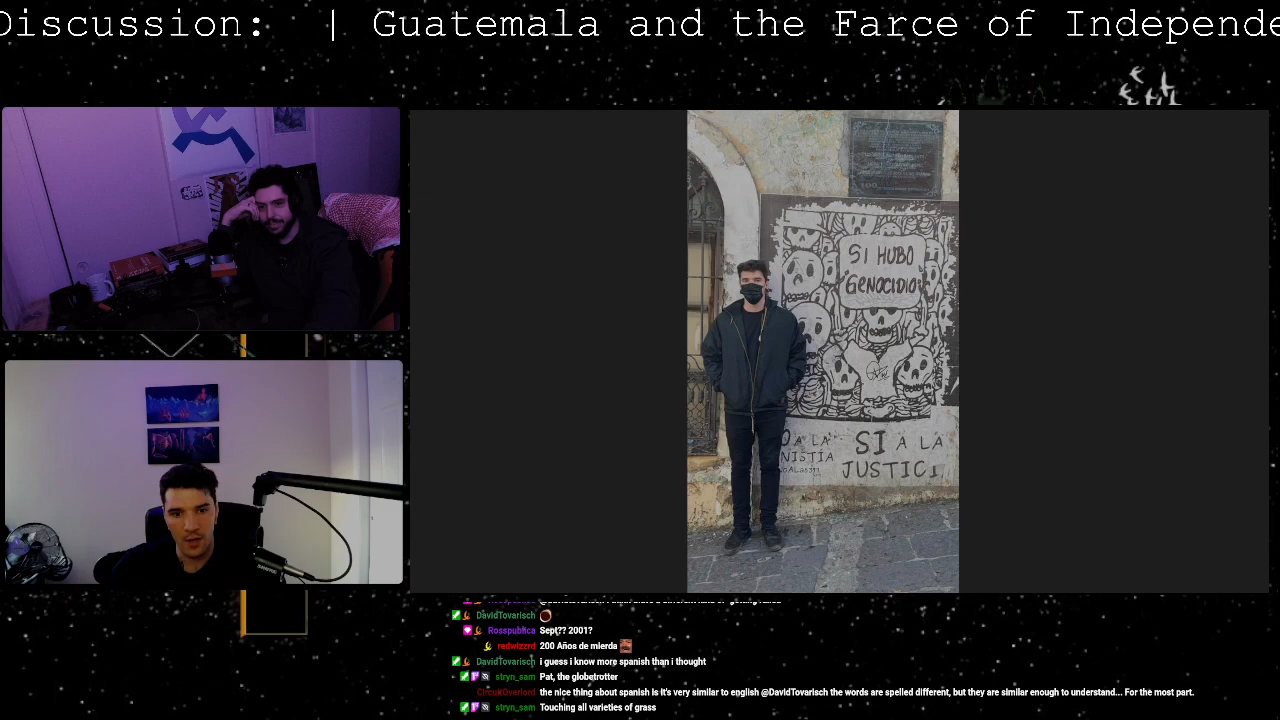 Discussion: | Guatemala and the Farce of Independe
SI HUBO
GENOCIDIO
A LA
SI A LA
JUSTICI
DavidTovarisch
Rosspublica Sept?? 2001?
redwizzrd 200 Años de mierda
DavidTovarisch i guess i know more spanish than i thought
stryn_sam Pat, the globetrotter
CircuitOverlord the nice thing about spanish is it's very similar to english @DavidTovarisch the words are spelled different, but they are similar enough to understand... For the most part.
stryn_sam Touching all varieties of grass